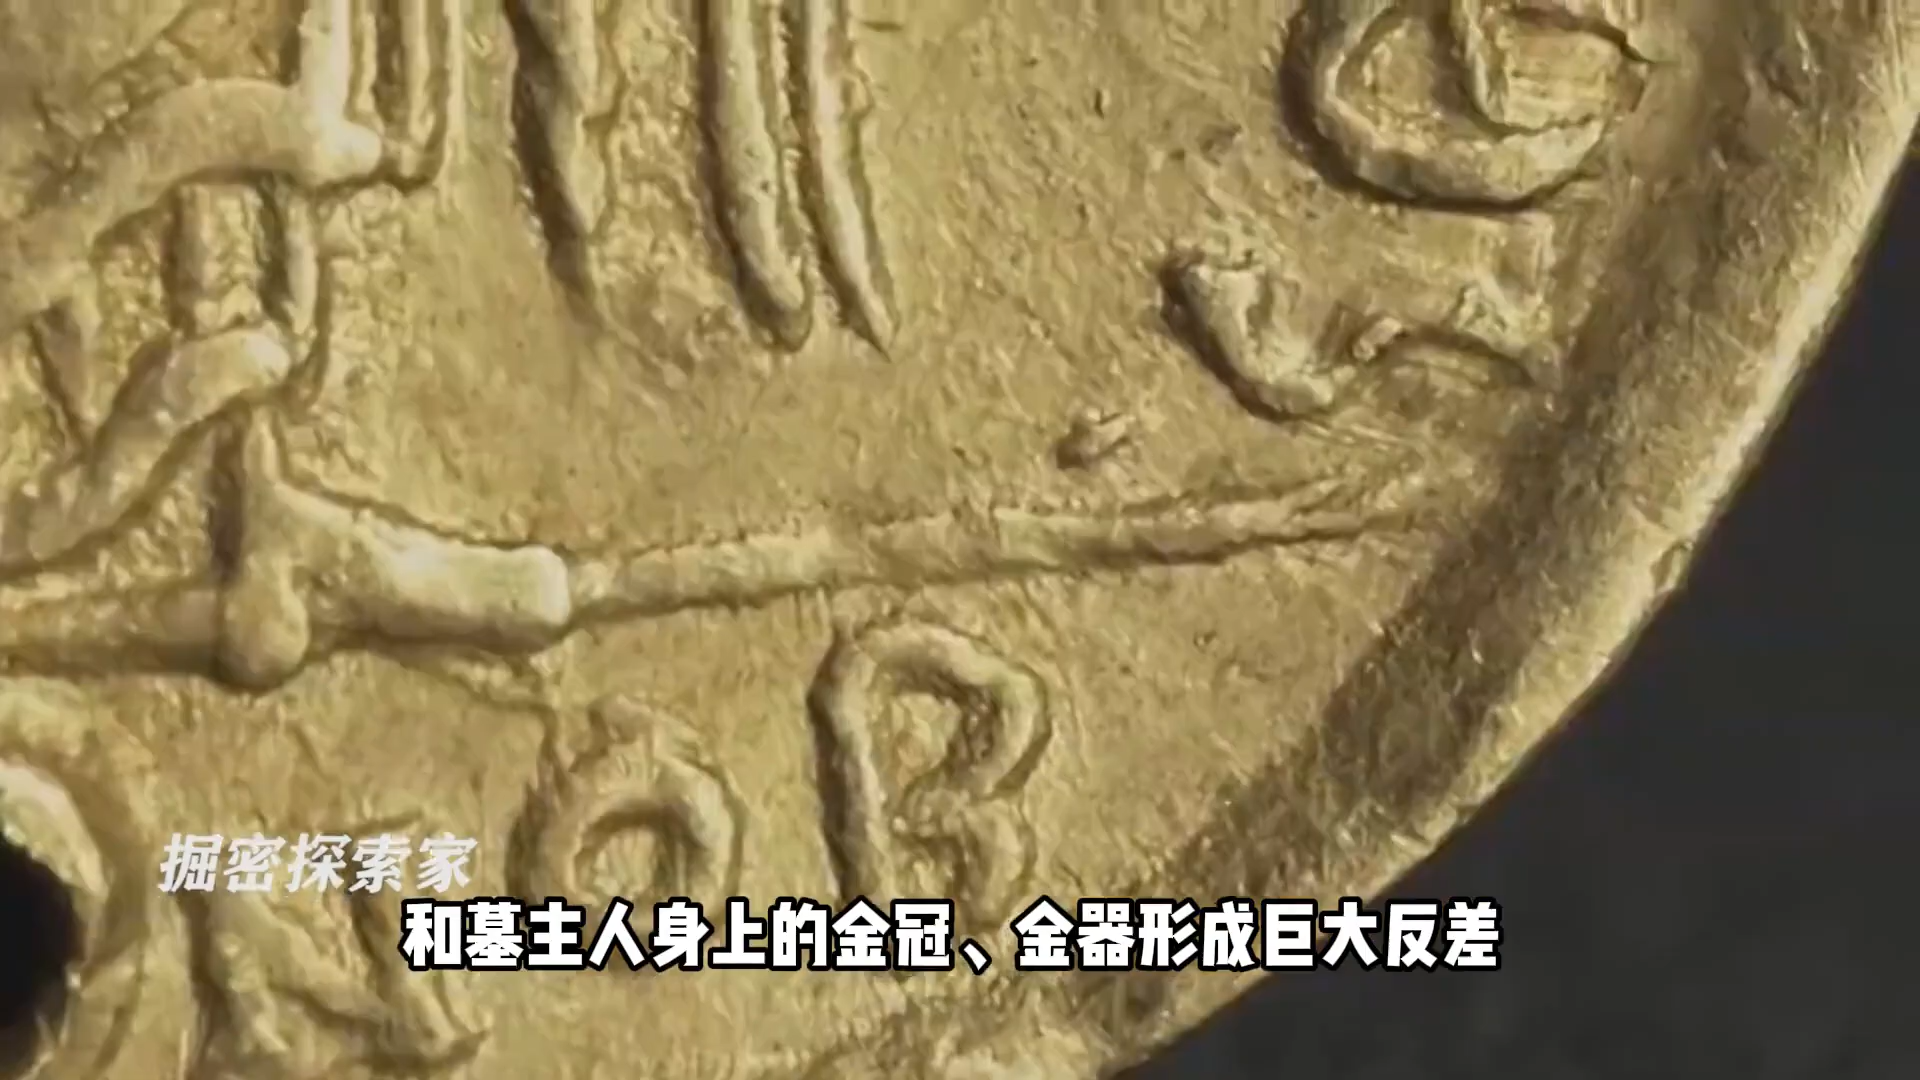 OB
掘密探索家
和墓主人身上的金冠、金器形成巨大反差